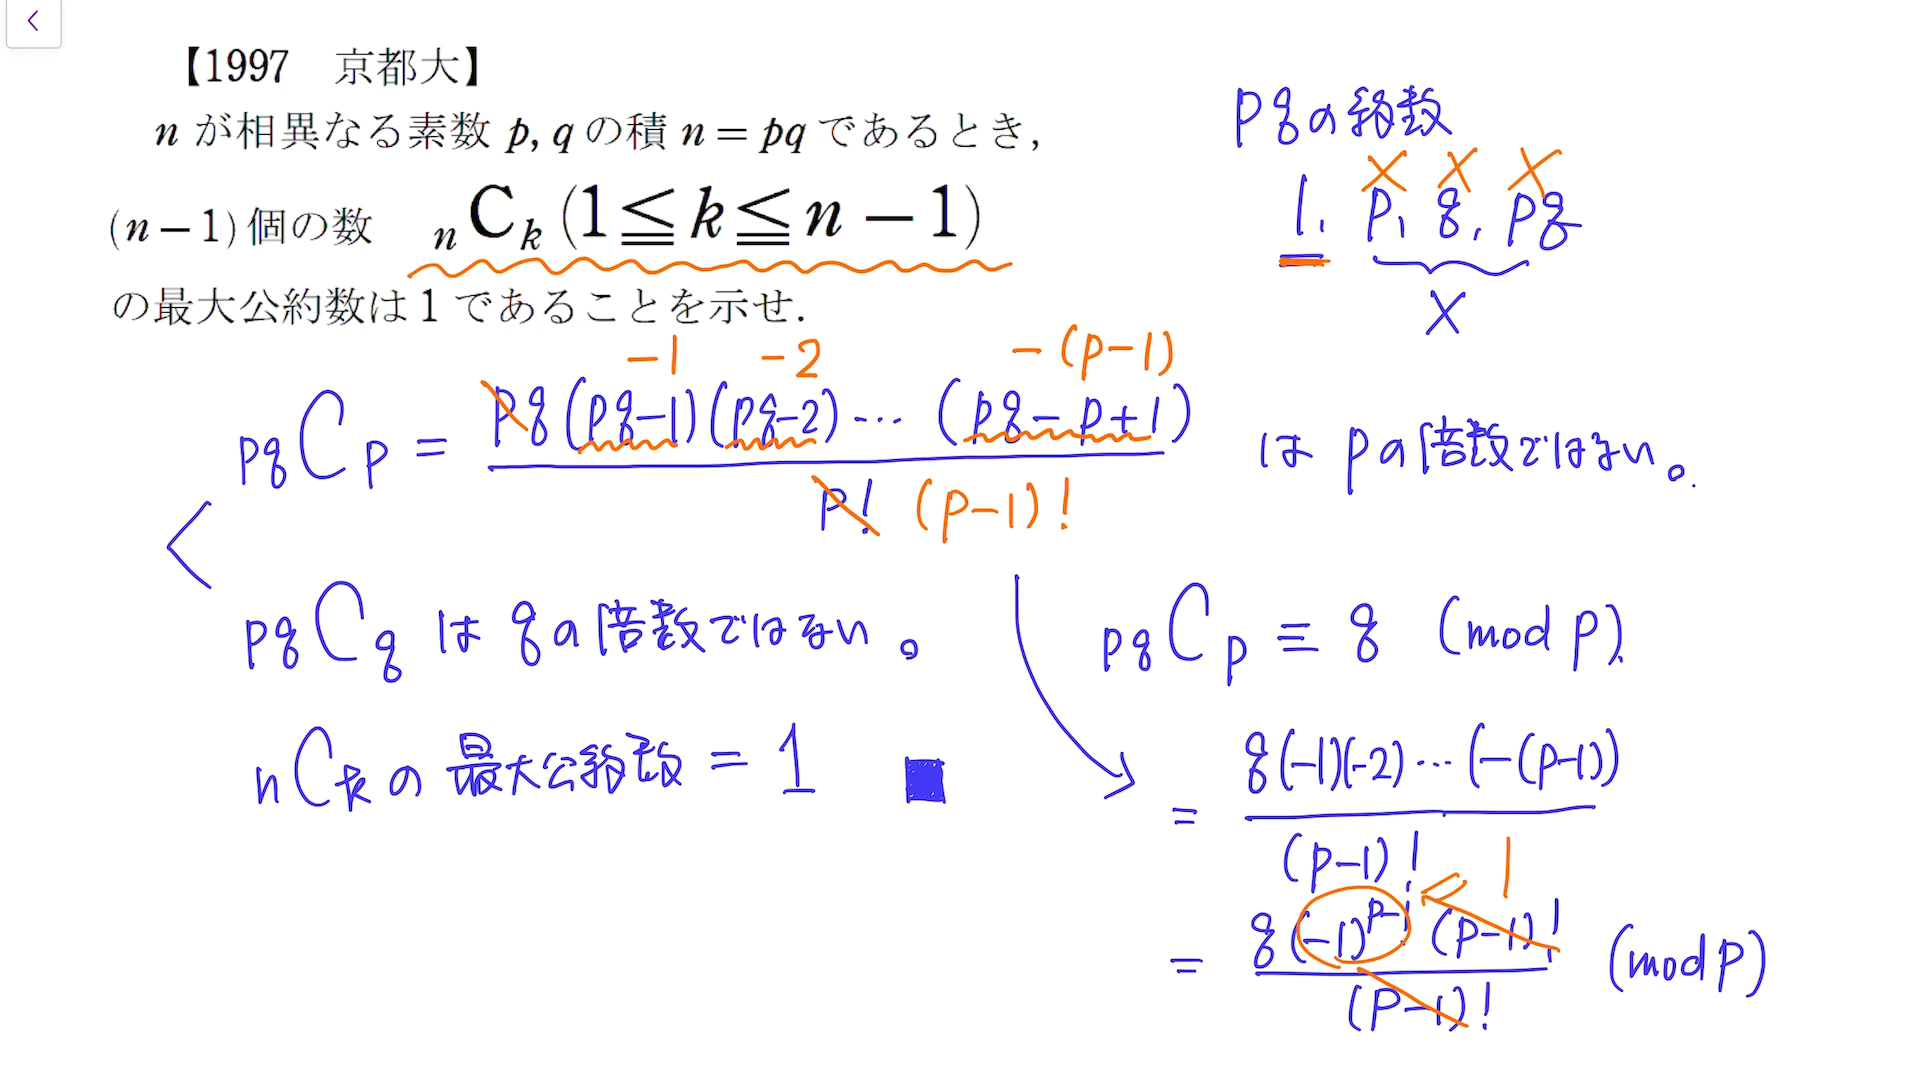 【1997 京都大】
n が相異なる素数 p, q の積 n = pq であるとき,
(n − 1) 個の数 nCk (1 ≦ k ≦ n − 1)
の最大公約数は 1 であることを示せ.
pqの約数
1, p, q, pq
× × ×
×
−1 −2 −(p−1)
pqCp = pq(pq−1)(pq−2)…(pq−p+1) / p! (p−1)! は pの倍数ではない。
pqCq は qの倍数ではない。
nCkの最大公約数 = 1 ■
pqCp ≡ q (mod p)
= q(−1)(−2)…(−(p−1)) / (p−1)!
1
= q(−1)^{p−1} (p−1)! / (p−1)! (mod p)